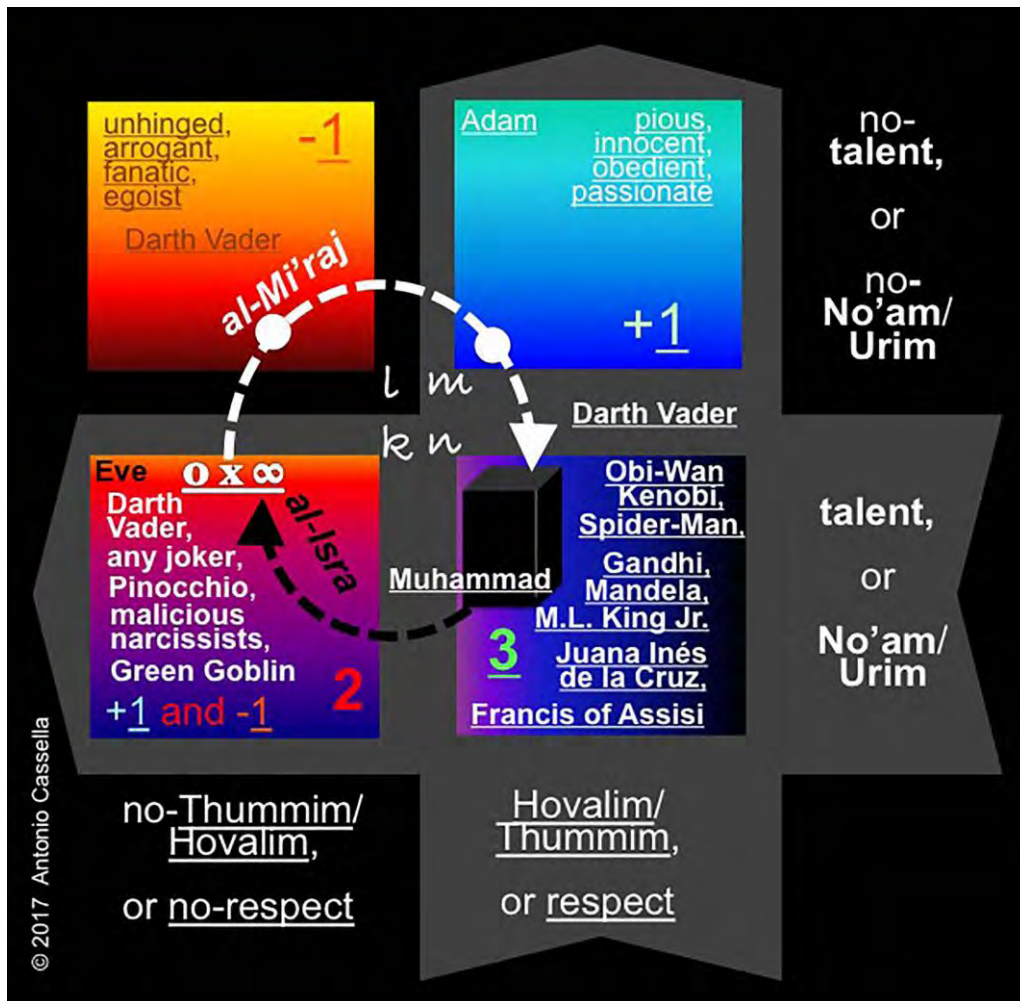 unhinged,
arrogant,
fanatic,
egoist
-1
Darth Vader
al-Mi'raj
Adam
pious,
innocent,
obedient,
passionate
+1
no-
talent,
or
no-
No'am/
Urim
l m
k n
Darth Vader
Eve
o x ∞
Darth
Vader,
any joker,
Pinocchio,
malicious
narcissists,
Green Goblin
+1 and -1
2
al-Isra
Muhammad
Obi-Wan
Kenobi,
Spider-Man,
Gandhi,
Mandela,
M.L. King Jr.
Juana Inés
de la Cruz,
Francis of Assisi
3
talent,
or
No'am/
Urim
no-Thummim/
Hovalim,
or no-respect
Hovalim/
Thummim,
or respect
© 2017 Antonio Cassella